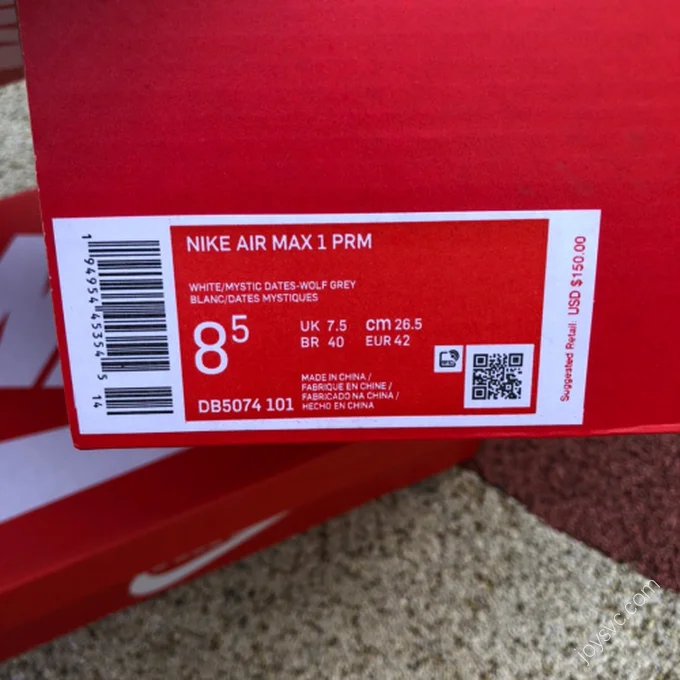 NIKE AIR MAX 1 PRM
WHITE/MYSTIC DATES-WOLF GREY
BLANC/DATES MYSTIQUES
8⁵
UK 7.5
cm 26.5
BR 40
EUR 42
DB5074 101
MADE IN CHINA /
FABRIQUE EN CHINE /
FABRICADO NA CHINA /
HECHO EN CHINA
Suggested Retail: USD $150.00
1 94954 45354 5
14
joysvc.com